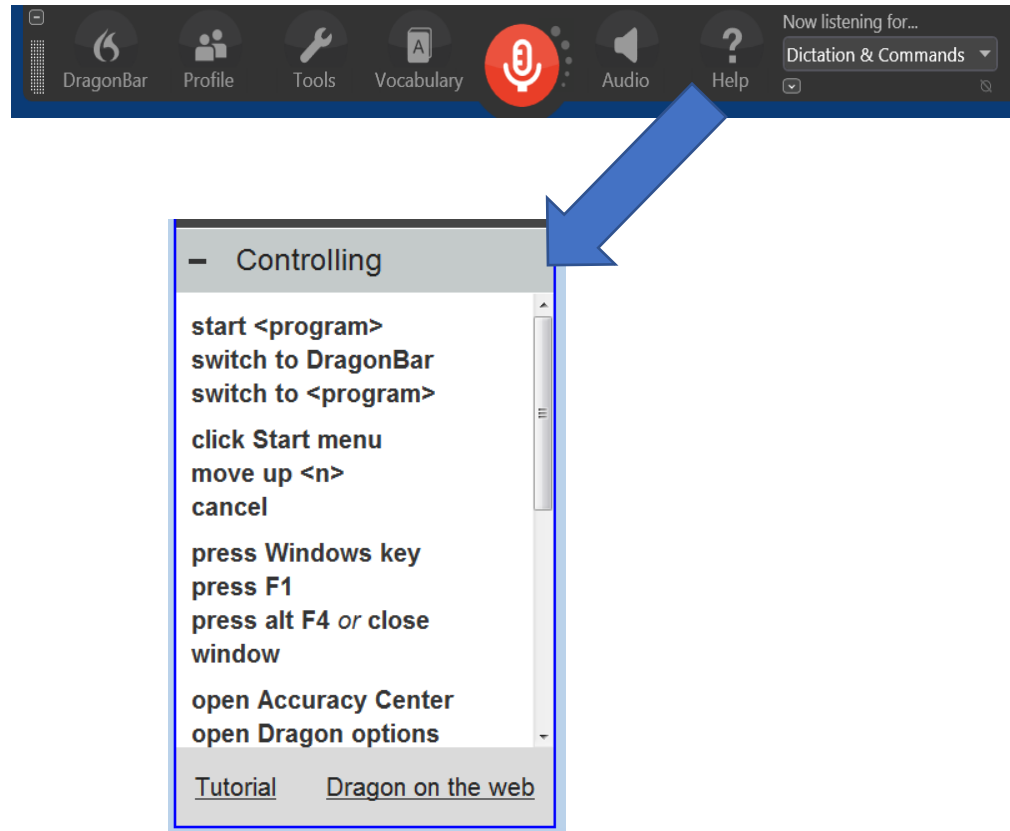 Now listening for...
DragonBar Profile Tools Vocabulary Audio Help Dictation & Commands
– Controlling
start <program>
switch to DragonBar
switch to <program>
click Start menu
move up <n>
cancel
press Windows key
press F1
press alt F4 or close
window
open Accuracy Center
open Dragon options
Tutorial Dragon on the web